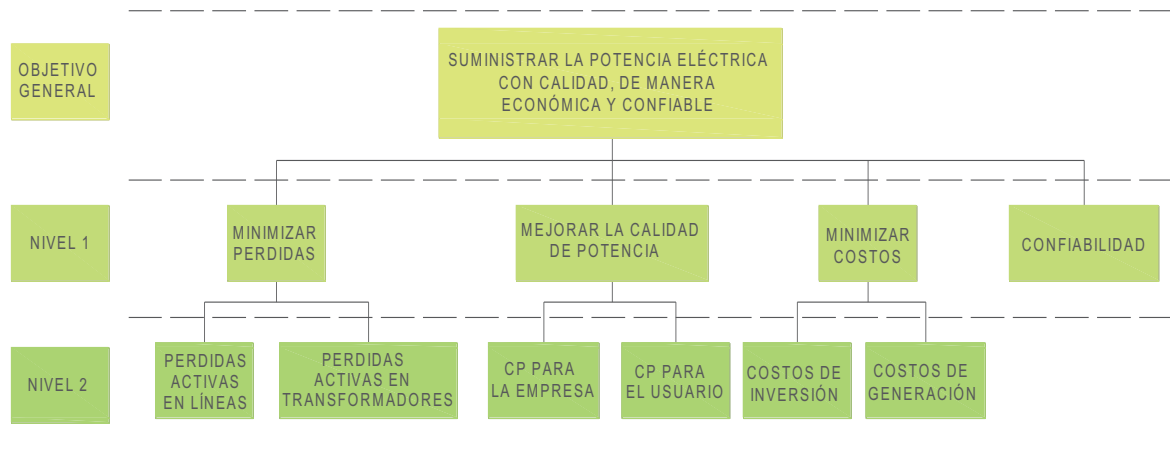 OBJETIVO
GENERAL
SUMINISTRAR LA POTENCIA ELÉCTRICA
CON CALIDAD, DE MANERA
ECONÓMICA Y CONFIABLE
NIVEL 1
MINIMIZAR
PERDIDAS
MEJORAR LA CALIDAD
DE POTENCIA
MINIMIZAR
COSTOS
CONFIABILIDAD
NIVEL 2
PERDIDAS
ACTIVAS
EN LÍNEAS
PERDIDAS
ACTIVAS EN
TRANSFORMADORES
CP PARA
LA EMPRESA
CP PARA
EL USUARIO
COSTOS DE
INVERSIÓN
COSTOS DE
GENERACIÓN